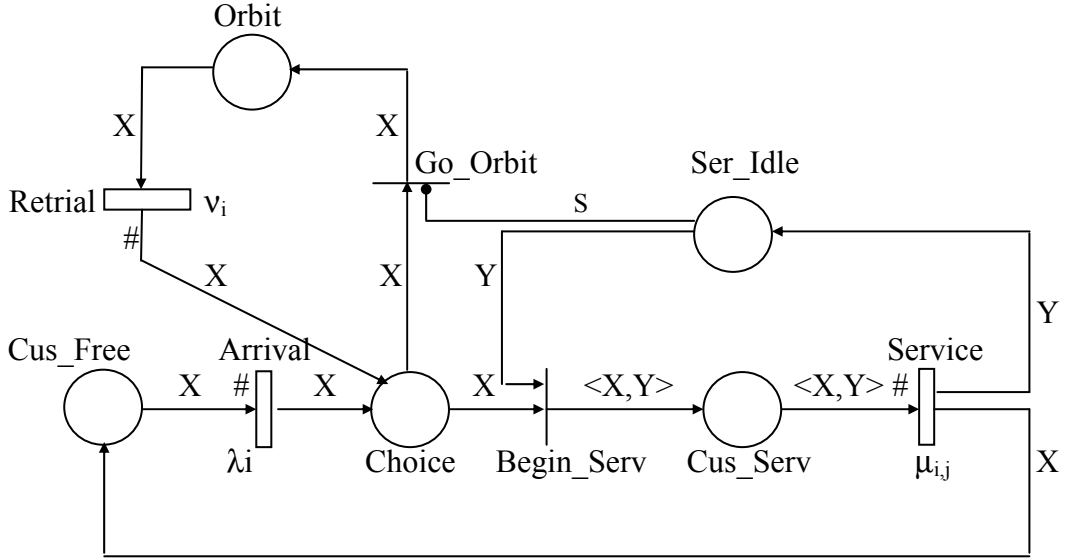 Orbit
X
X
Go_Orbit
Ser_Idle
Retrial
νi
S
#
X
X
Y
Y
Cus_Free
Arrival
Service
X
#
X
X
<X,Y>
<X,Y>
#
λi
Choice
Begin_Serv
Cus_Serv
μi,j
X